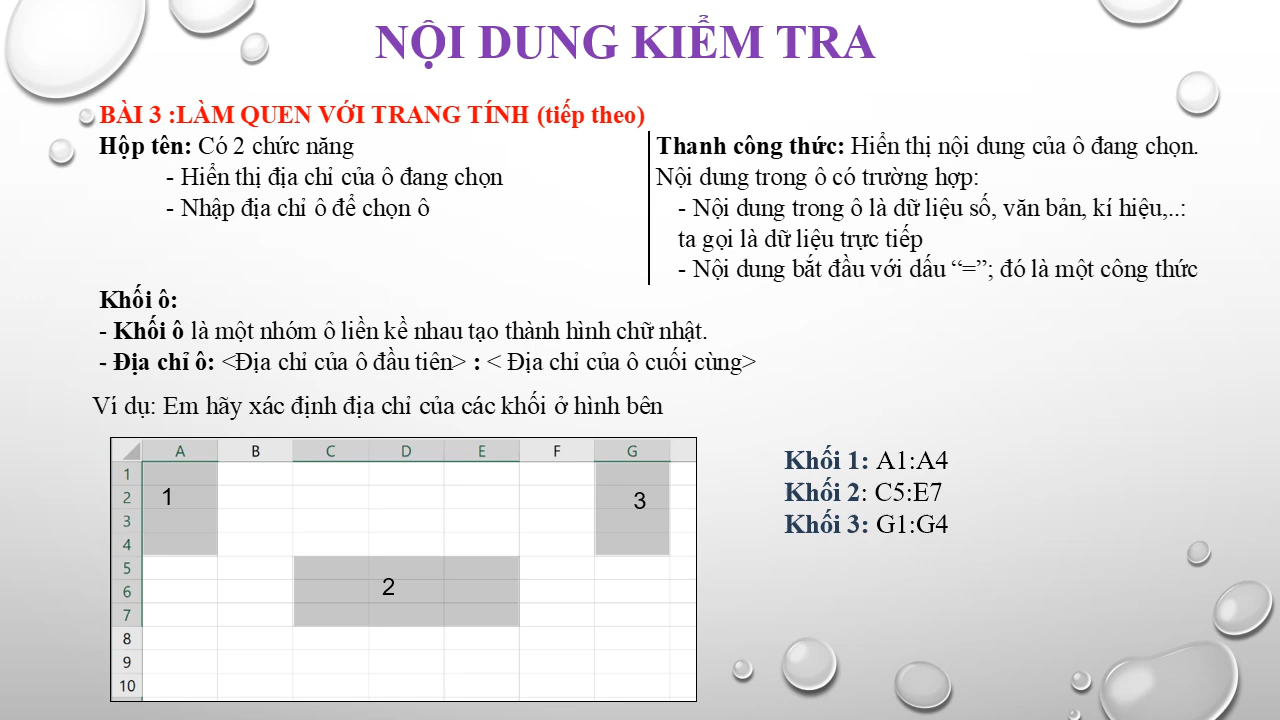 NỘI DUNG KIỂM TRA
BÀI 3 :LÀM QUEN VỚI TRANG TÍNH (tiếp theo)
Hộp tên: Có 2 chức năng
- Hiển thị địa chỉ của ô đang chọn
- Nhập địa chỉ ô để chọn ô
Thanh công thức: Hiển thị nội dung của ô đang chọn.
Nội dung trong ô có trường hợp:
- Nội dung trong ô là dữ liệu số, văn bản, kí hiệu,..:
ta gọi là dữ liệu trực tiếp
- Nội dung bắt đầu với dấu “=”; đó là một công thức
Khối ô:
- Khối ô là một nhóm ô liền kề nhau tạo thành hình chữ nhật.
- Địa chỉ ô: <Địa chỉ của ô đầu tiên> : < Địa chỉ của ô cuối cùng>
Ví dụ: Em hãy xác định địa chỉ của các khối ở hình bên
A B C D E F G
1
2 1 3
3
4
5
6 2
7
8
9
10
Khối 1: A1:A4
Khối 2: C5:E7
Khối 3: G1:G4